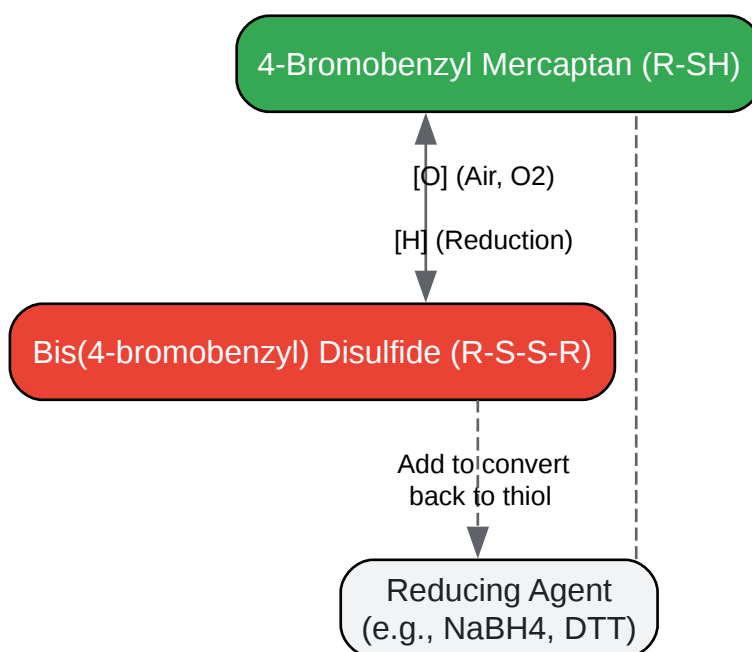 4-Bromobenzyl Mercaptan (R-SH)
[O] (Air, O2)
[H] (Reduction)
Bis(4-bromobenzyl) Disulfide (R-S-S-R)
Add to convert
back to thiol
Reducing Agent
(e.g., NaBH4, DTT)